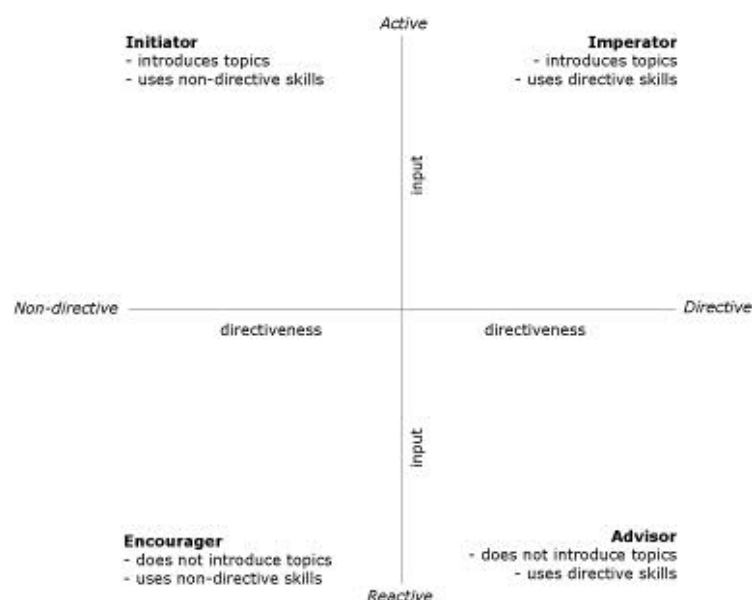 Active
Initiator
- introduces topics
- uses non-directive skills
Imperator
- introduces topics
- uses directive skills
input
Non-directive
Directive
directiveness
directiveness
input
Encourager
- does not introduce topics
- uses non-directive skills
Advisor
- does not introduce topics
- uses directive skills
Reactive